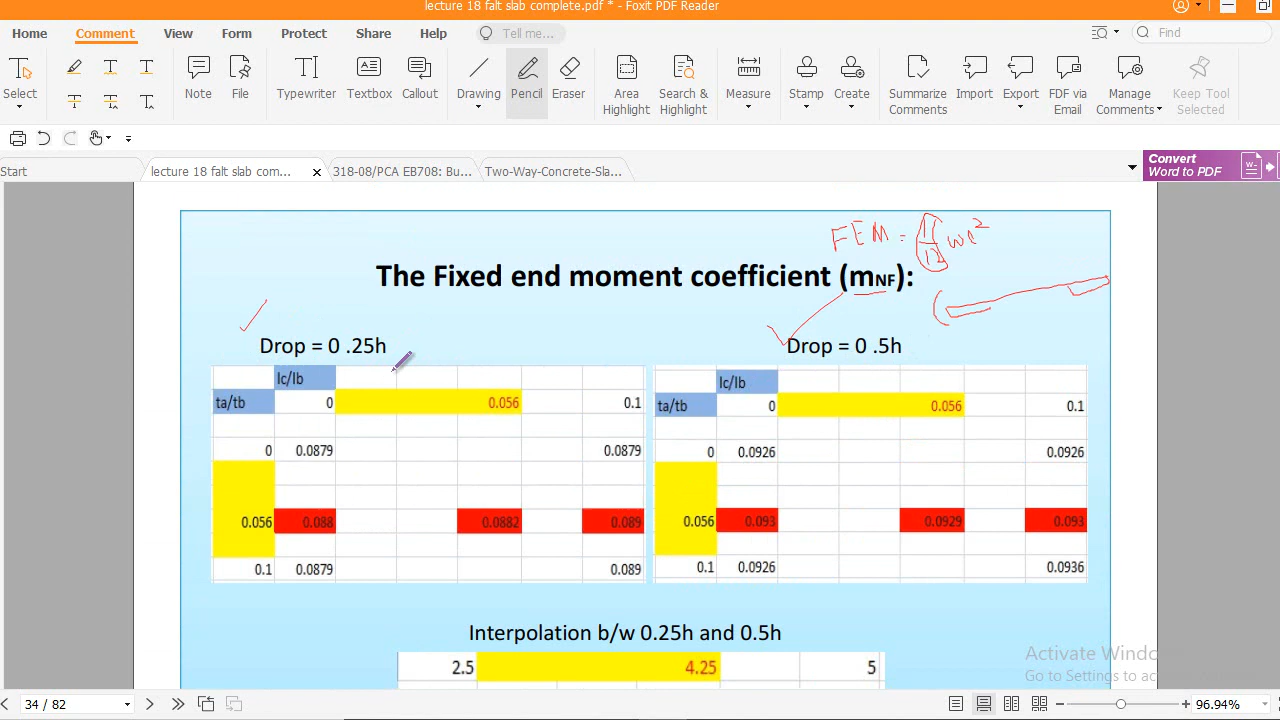 lecture 18 falt slab complete.pdf * - Foxit PDF Reader
Home Comment View Form Protect Share Help Tell me... Find
Select Note File Typewriter Textbox Callout Drawing Pencil Eraser Area Highlight Search & Highlight Measure Stamp Create Summarize Comments Import Export FDF via Email Manage Comments Keep Tool Selected
Start lecture 18 falt slab com... 318-08/PCA EB708: Bu... Two-Way-Concrete-Sla... Convert Word to PDF
FEM = 1/12 wl²
The Fixed end moment coefficient (mNF):
Drop = 0 .25h Drop = 0 .5h
Ic/Ib Ic/Ib
ta/tb 0 0.056 0.1 ta/tb 0 0.056 0.1
0 0.0879 0.0879 0 0.0926 0.0926
0.056 0.088 0.0882 0.089 0.056 0.093 0.0929 0.093
0.1 0.0879 0.089 0.1 0.0926 0.0936
Interpolation b/w 0.25h and 0.5h
2.5 4.25 5
Activate Windo
Go to Settings to ac
34 / 82 96.94%